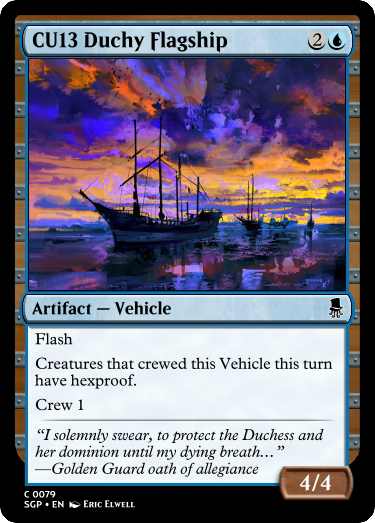 CU13 Duchy Flagship 2
Artifact — Vehicle
Flash
Creatures that crewed this Vehicle this turn
have hexproof.
Crew 1
“I solemnly swear, to protect the Duchess and
her dominion until my dying breath…”
—Golden Guard oath of allegiance
4/4
C 0079
SGP • EN Eric Elwell